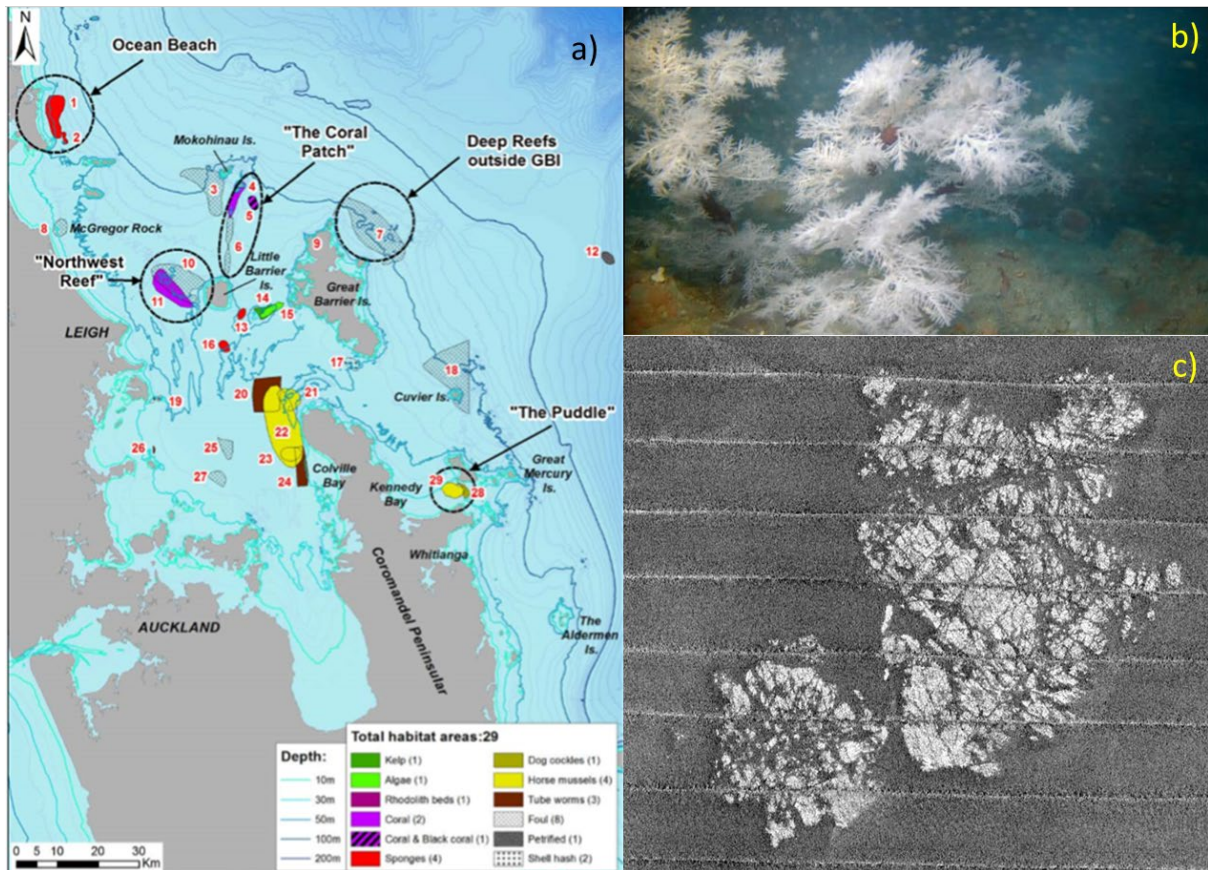 N
a)
b)
Ocean Beach
1
2
Mokohinau Is.
"The Coral
Patch"
Deep Reefs
outside GBI
3
4
5
6
7
8
McGregor Rock
9
12
"Northwest
Reef"
10
11
Little
Barrier
Is.
Great
Barrier Is.
14
15
13
LEIGH
16
17
18
Cuvier Is.
19
20
21
22
"The Puddle"
25
26
27
23
24
Colville
Bay
Kennedy
Bay
29
28
Great
Mercury
Is.
Whitianga
Coromandel Peninsular
AUCKLAND
The
Aldermen
Is.
c)
Depth:
10m
30m
50m
100m
200m
Total habitat areas:29
Kelp (1)
Algae (1)
Rhodolith beds (1)
Coral (2)
Coral & Black coral (1)
Sponges (4)
Dog cockles (1)
Horse mussels (4)
Tube worms (3)
Foul (8)
Petrified (1)
Shell hash (2)
0 5 10 20 30
Km